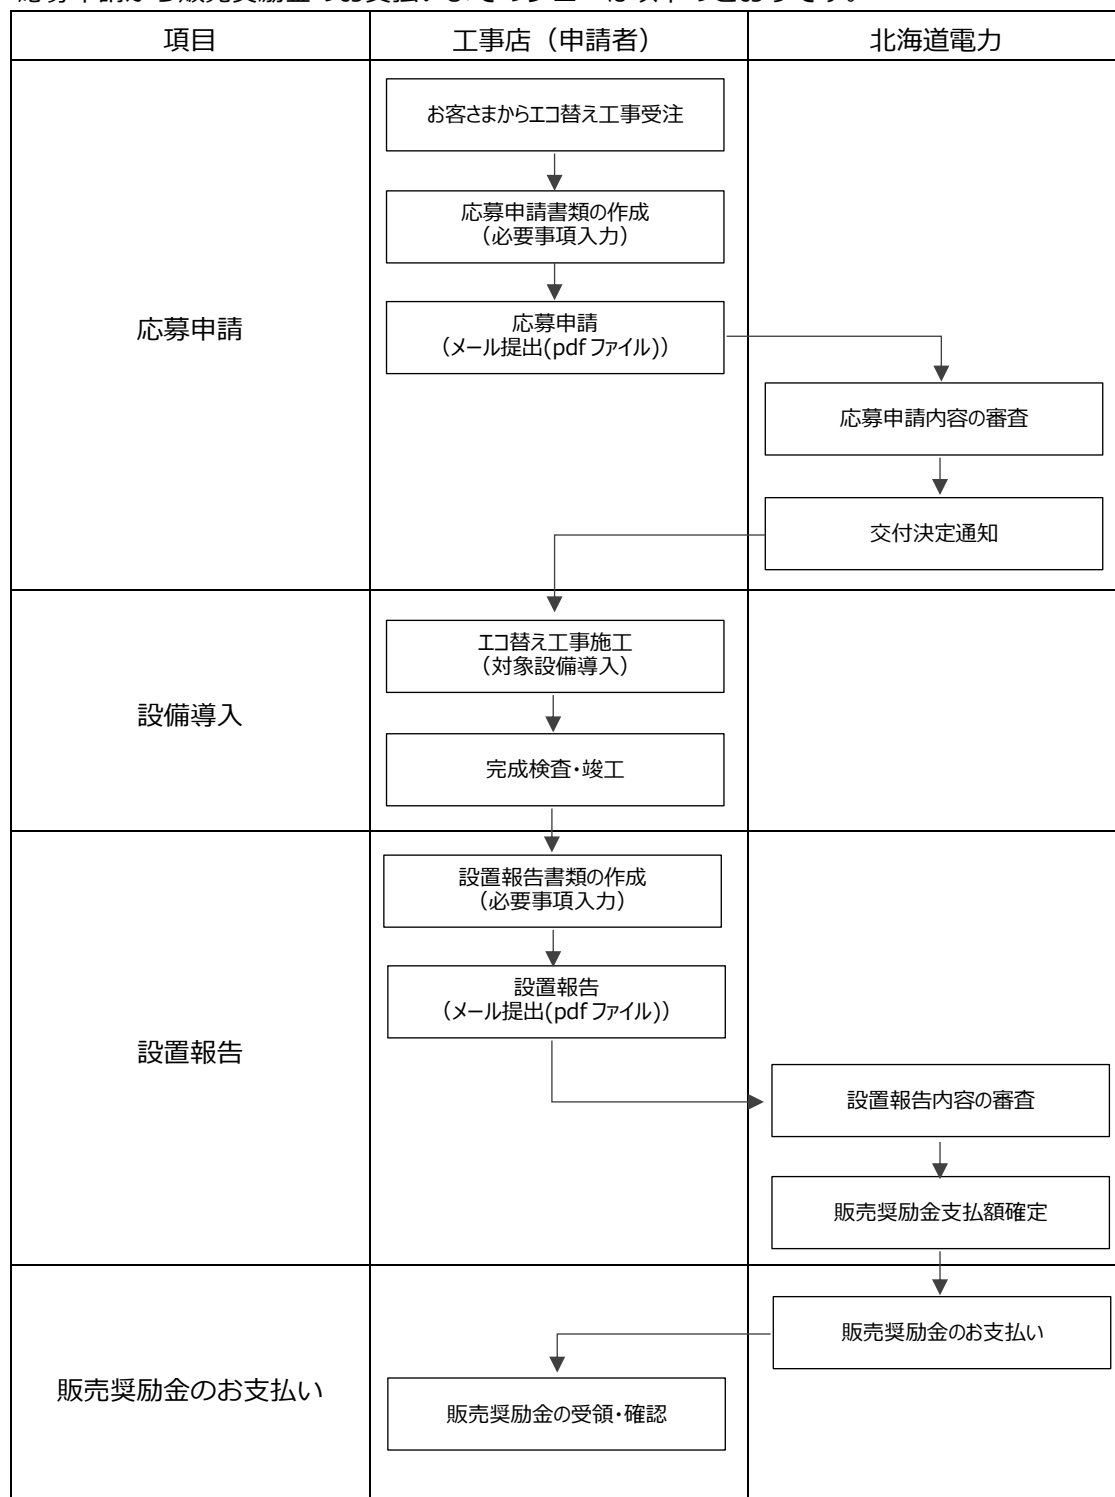 項目
工事店（申請者）
北海道電力
応募申請
お客さまからエコ替え工事受注
応募申請書類の作成
（必要事項入力）
応募申請
（メール提出(pdf ファイル)）
応募申請内容の審査
交付決定通知
設備導入
エコ替え工事施工
（対象設備導入）
完成検査・竣工
設置報告
設置報告書類の作成
（必要事項入力）
設置報告
（メール提出(pdf ファイル)）
設置報告内容の審査
販売奨励金支払額確定
販売奨励金のお支払い
販売奨励金のお支払い
販売奨励金の受領・確認